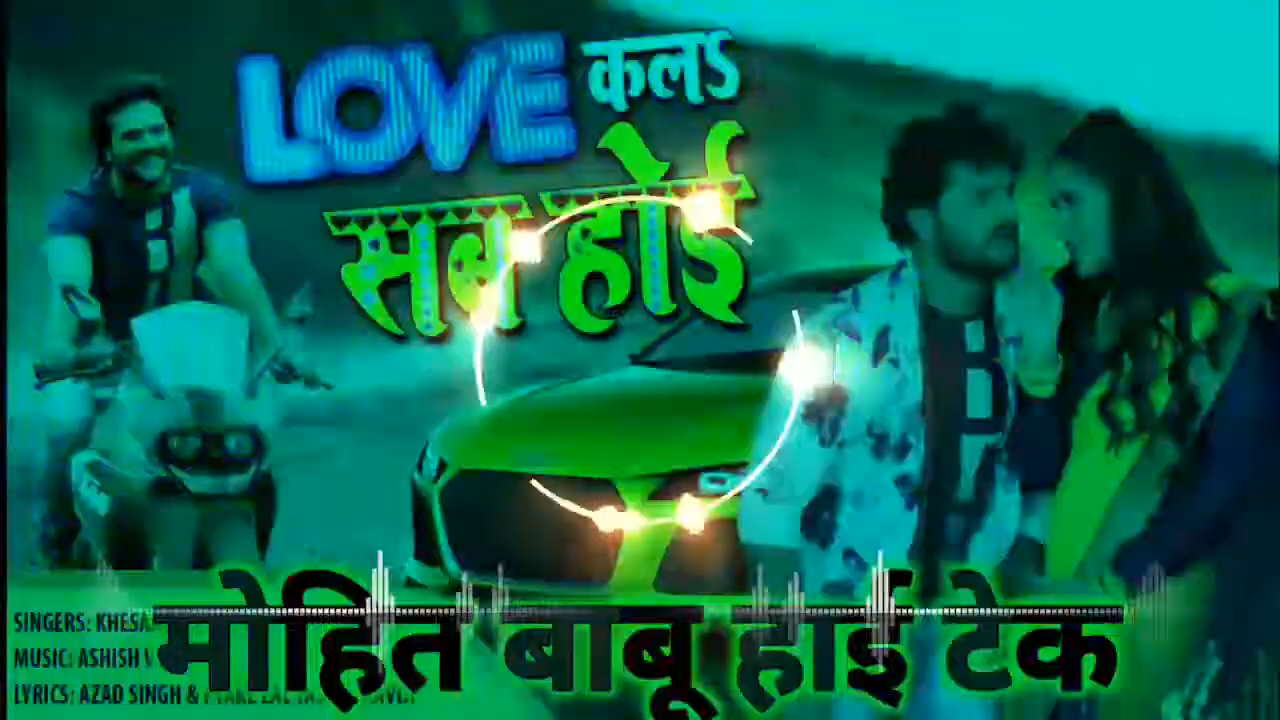 LOVE कलऽ
सब होई
SINGERS: KHESA
MUSIC: ASHISH V
LYRICS: AZAD SINGH &
मोहित बाबू हाई टेक